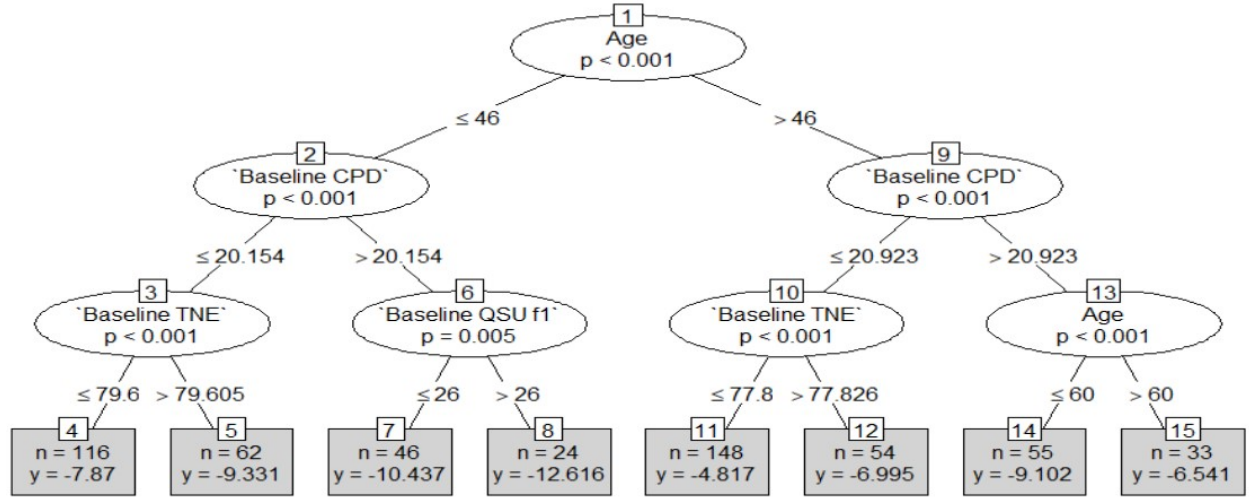 1
Age
p < 0.001
≤ 46
> 46
2
`Baseline CPD`
p < 0.001
9
`Baseline CPD`
p < 0.001
≤ 20.154
> 20.154
≤ 20.923
> 20.923
3
`Baseline TNE`
p < 0.001
6
`Baseline QSU f1`
p = 0.005
10
`Baseline TNE`
p < 0.001
13
Age
p < 0.001
≤ 79.6
> 79.605
≤ 26
> 26
≤ 77.8
> 77.826
≤ 60
> 60
4
n = 116
y = -7.87
5
n = 62
y = -9.331
7
n = 46
y = -10.437
8
n = 24
y = -12.616
11
n = 148
y = -4.817
12
n = 54
y = -6.995
14
n = 55
y = -9.102
15
n = 33
y = -6.541